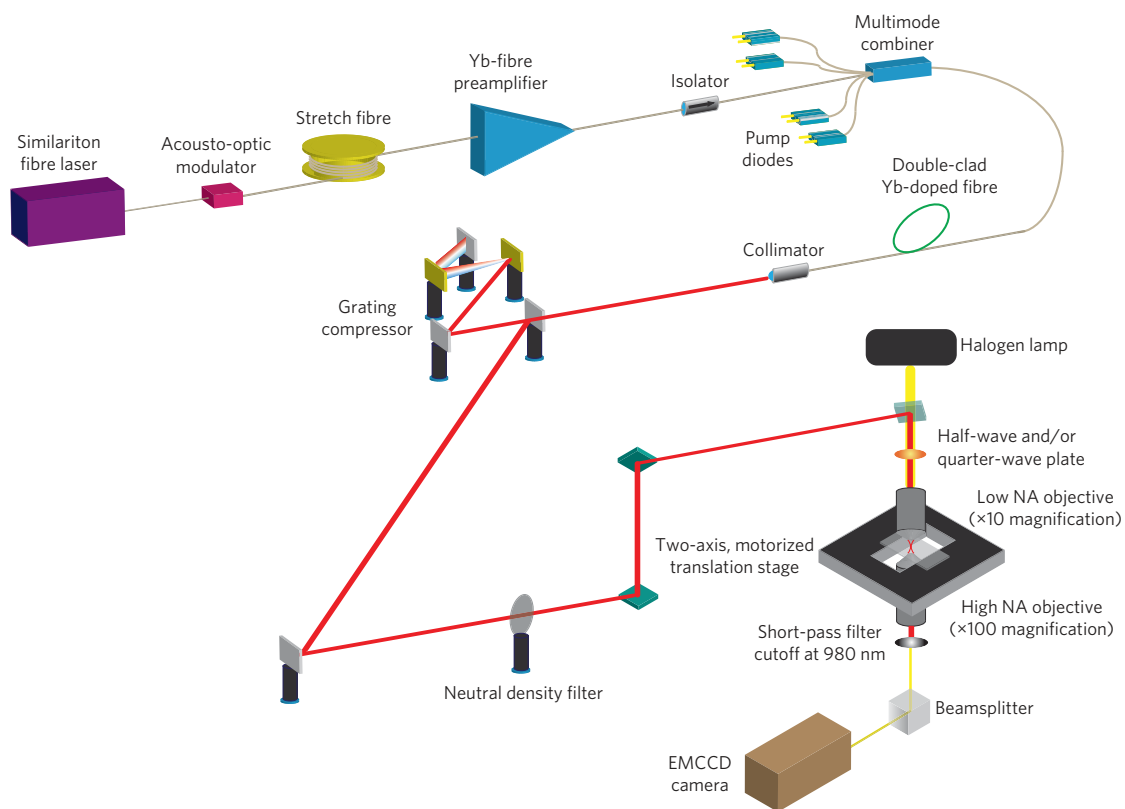 Multimode
combiner
Yb-fibre
preamplifier
Isolator
Stretch fibre
Similariton
fibre laser
Acousto-optic
modulator
Pump
diodes
Double-clad
Yb-doped fibre
Collimator
Grating
compressor
Halogen lamp
Half-wave and/or
quarter-wave plate
Low NA objective
(×10 magnification)
Two-axis, motorized
translation stage
High NA objective
(×100 magnification)
Short-pass filter
cutoff at 980 nm
Neutral density filter
Beamsplitter
EMCCD
camera